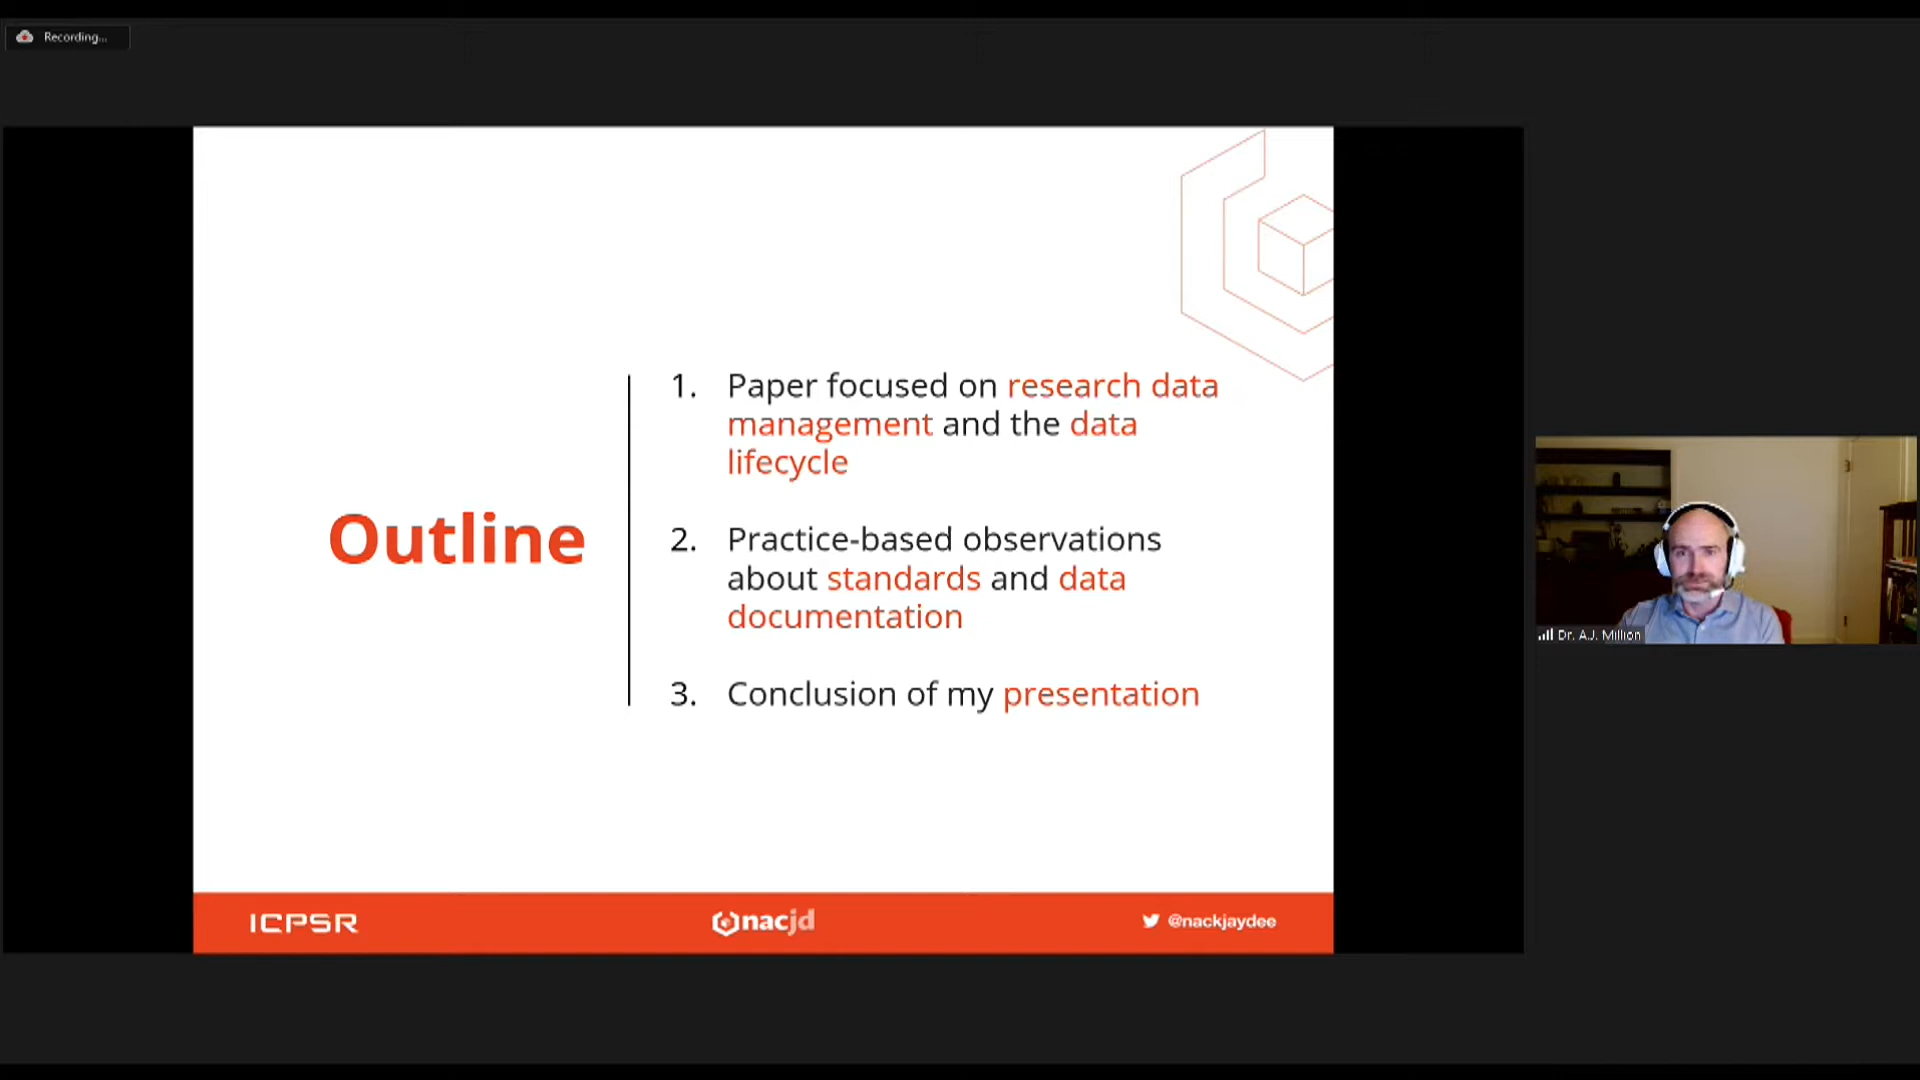 Recording...
Outline
1. Paper focused on research data
management and the data
lifecycle
2. Practice-based observations
about standards and data
documentation
3. Conclusion of my presentation
Dr. A.J. Million
ICPSR
nacjd
@nackjaydee